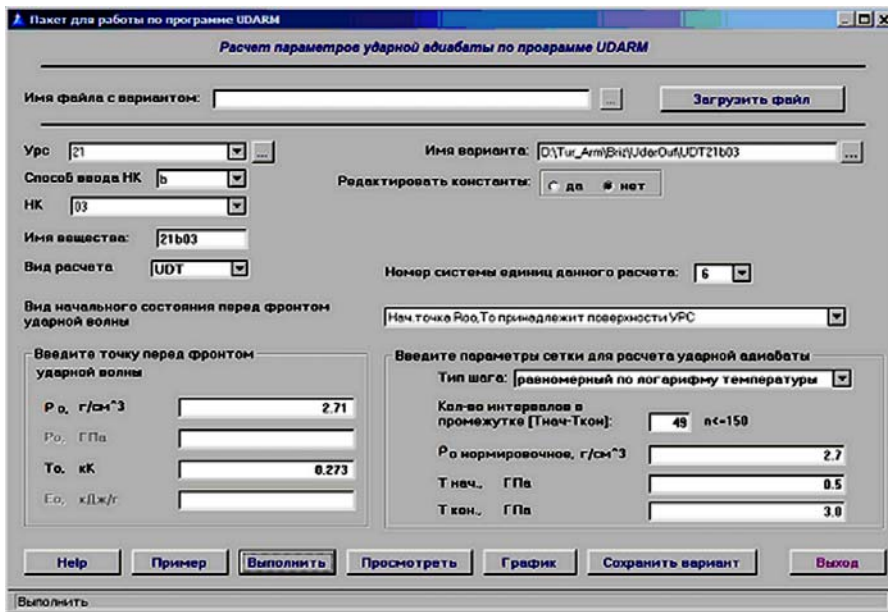 Пакет для работы по программе UDARM
Расчет параметров ударной адиабаты по программе UDARM
Имя файла с вариантом:
...
Загрузить файл
Урс 21 ...
Имя варианта: D:\Tur_Arm\Briz\UdarOut\UDT21b03 ...
Способ ввода НК b
Редактировать константы: да нет
НК 03
Имя вещества: 21b03
Вид расчета UDT
Номер системы единиц данного расчета: 6
Вид начального состояния перед фронтом
ударной волны
Нач.точка Roo,To принадлежит поверхности УРС
Введите точку перед фронтом
ударной волны
Ро, г/см^3 2.71
Po, ГПа
To, кК 0.273
Eo, кДж/г
Введите параметры сетки для расчета ударной адиабаты
Тип шага: равномерный по логарифму температуры
Кол-во интервалов в
промежутке [Тнач-Ткон]: 49 n<=150
Ро нормировочное, г/см^3 2.7
Т нач., ГПа 0.5
Т кон., ГПа 3.0
Help
Пример
Выполнить
Просмотреть
График
Сохранить вариант
Выход
Выполнить